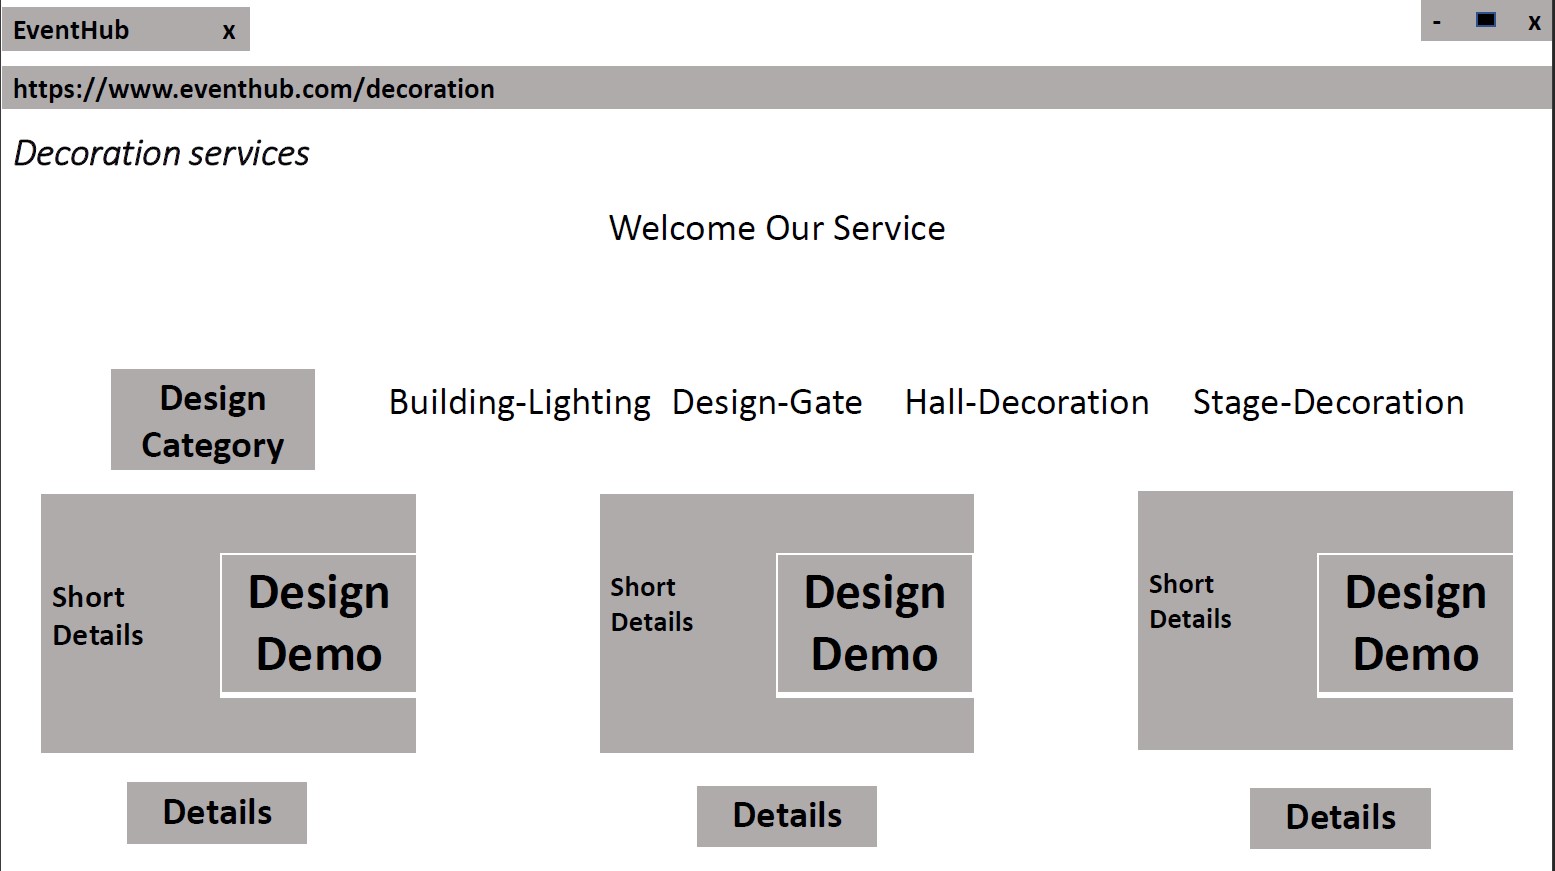 EventHub x - x
https://www.eventhub.com/decoration
Decoration services
Welcome Our Service
Design
Category
Building-Lighting Design-Gate Hall-Decoration Stage-Decoration
Short
Details
Design
Demo
Short
Details
Design
Demo
Short
Details
Design
Demo
Details
Details
Details